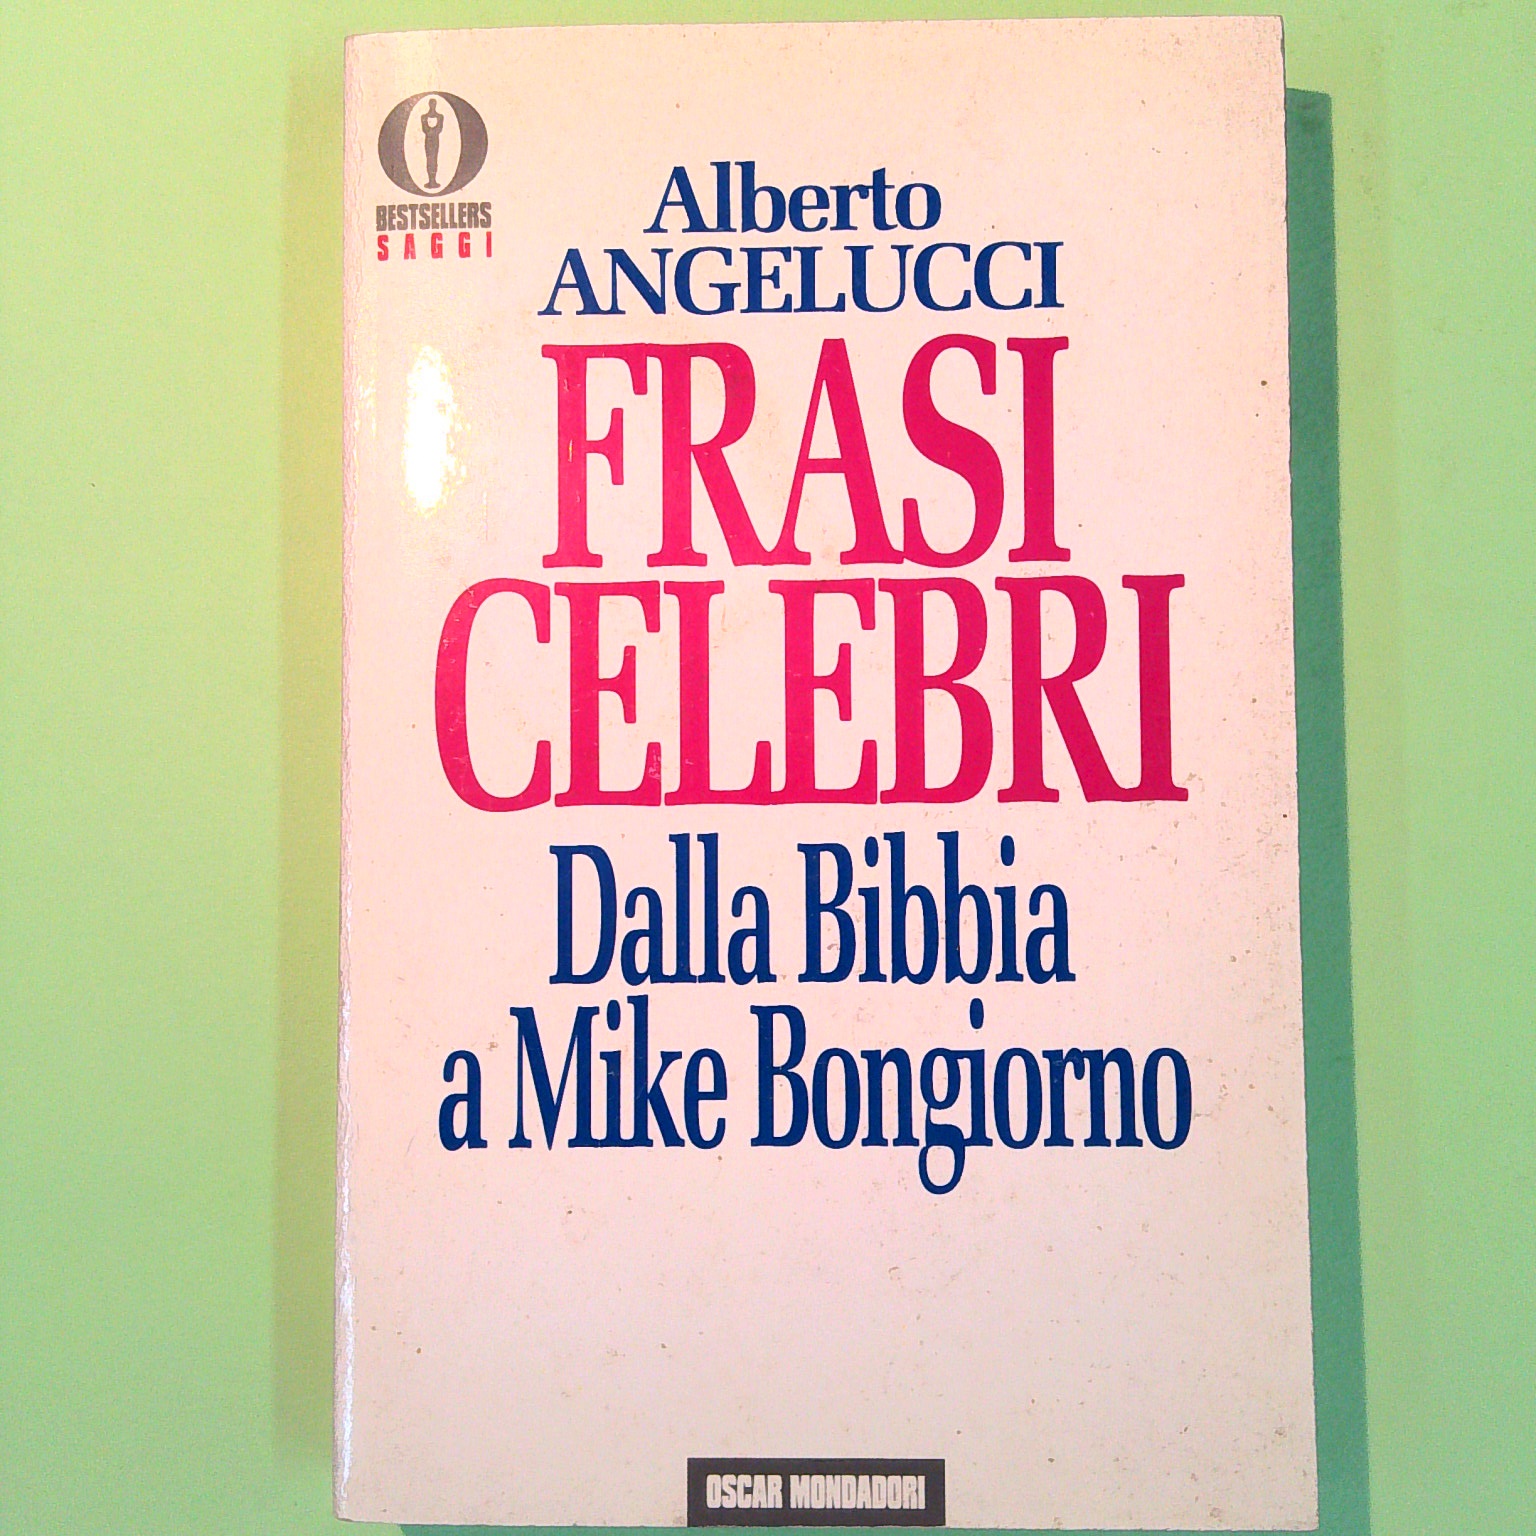 BESTSELLERS
SAGGI
Alberto
ANGELUCCI
FRASI
CELEBRI
Dalla Bibbia
a Mike Bongiorno
OSCAR MONDADORI